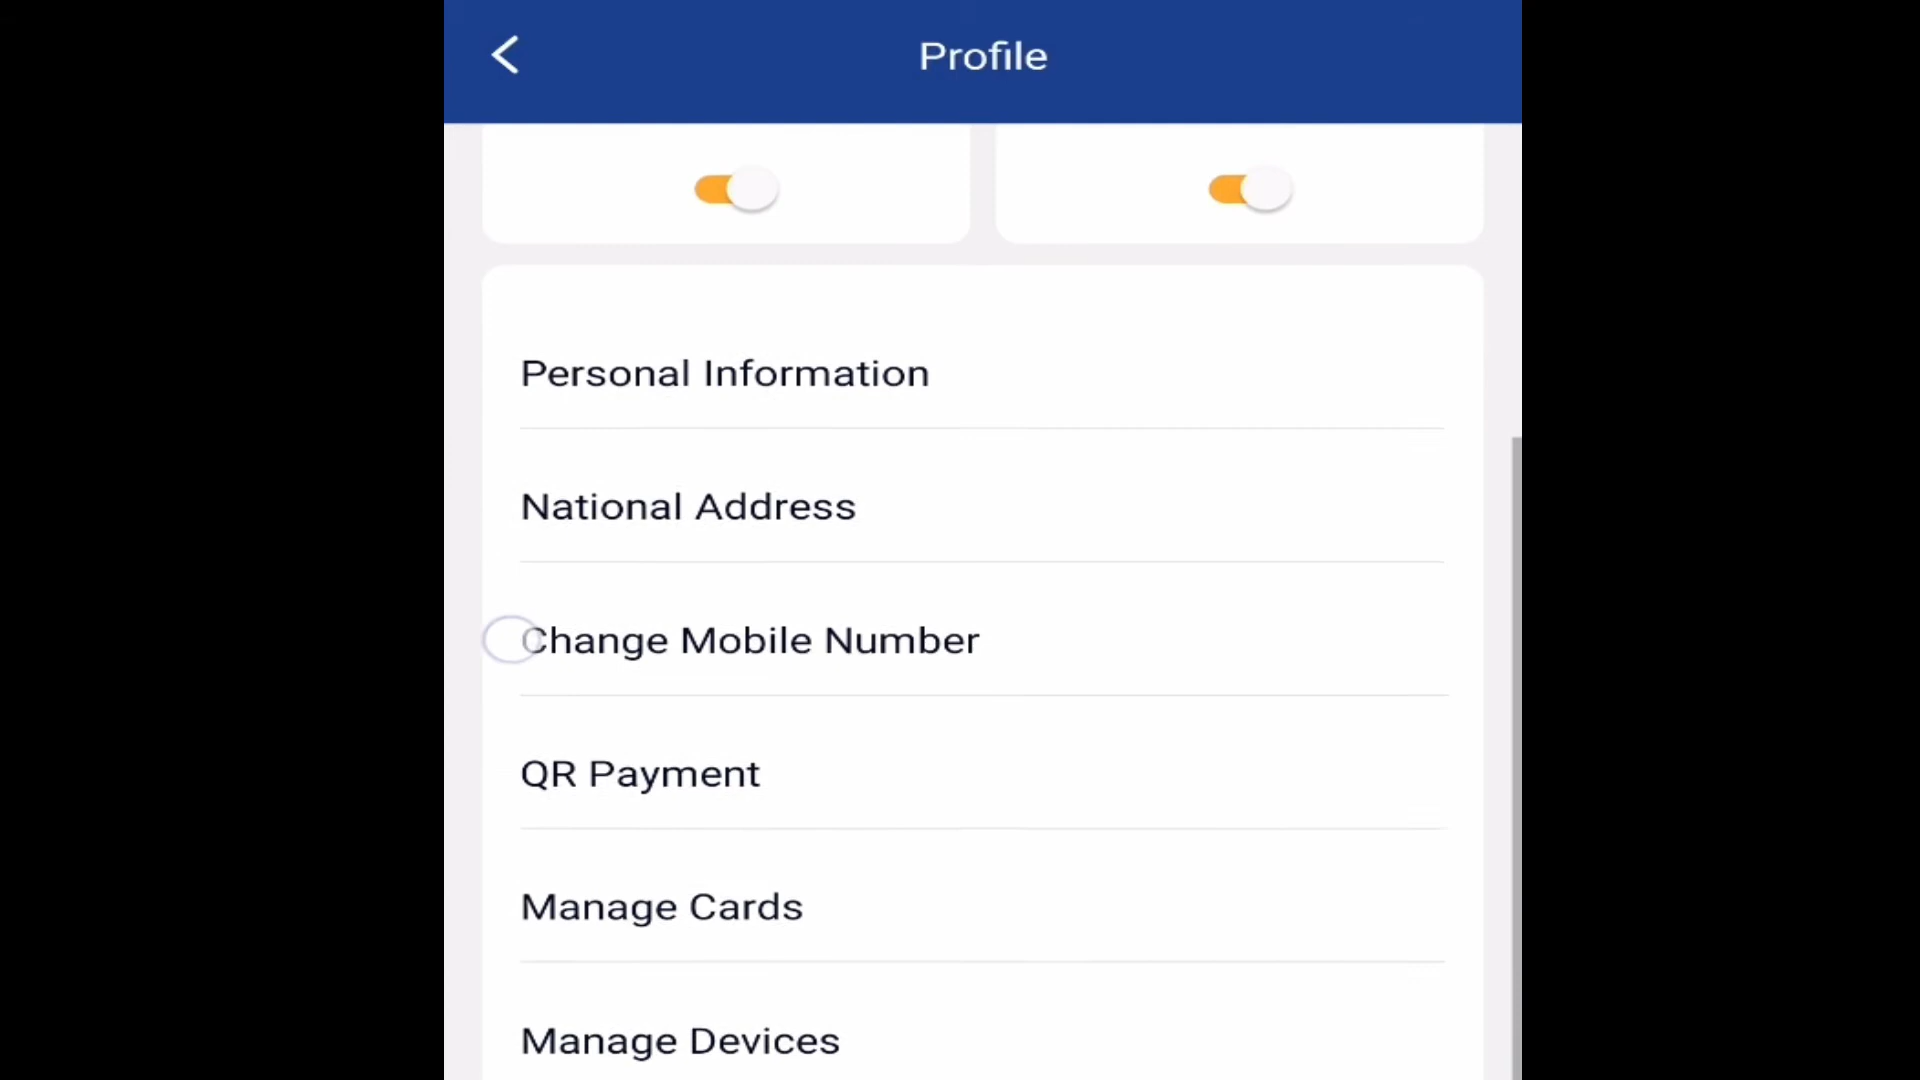 Profile
Personal Information
National Address
Change Mobile Number
QR Payment
Manage Cards
Manage Devices